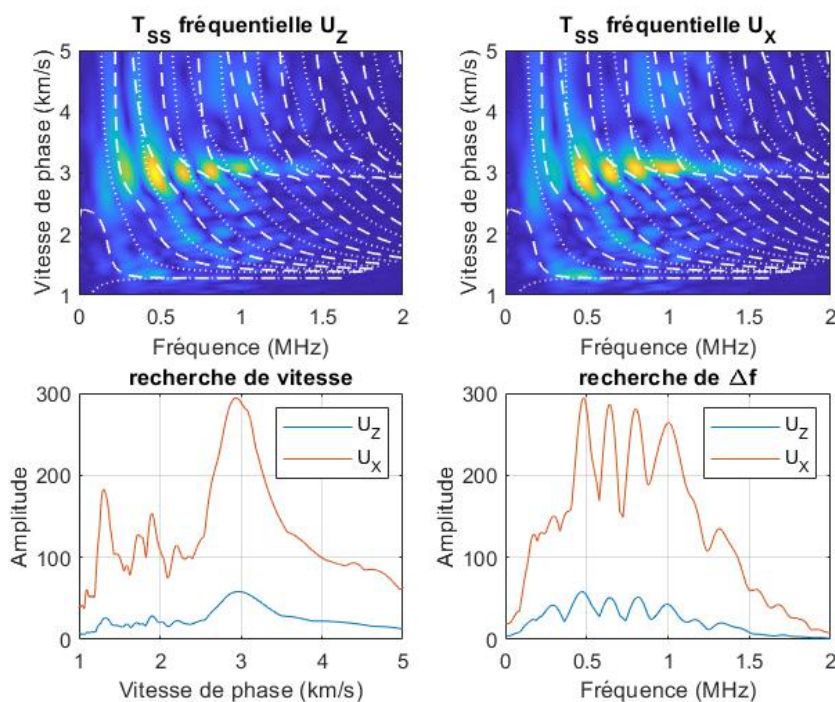 T_SS fréquentielle U_Z
5
4
3
2
1
Vitesse de phase (km/s)
0 0.5 1 1.5 2
Fréquence (MHz)
T_SS fréquentielle U_X
5
4
3
2
1
Vitesse de phase (km/s)
0 0.5 1 1.5 2
Fréquence (MHz)
recherche de vitesse
300
200
100
0
Amplitude
U_Z
U_X
1 2 3 4 5
Vitesse de phase (km/s)
recherche de Δf
300
200
100
0
Amplitude
U_Z
U_X
0 0.5 1 1.5 2
Fréquence (MHz)